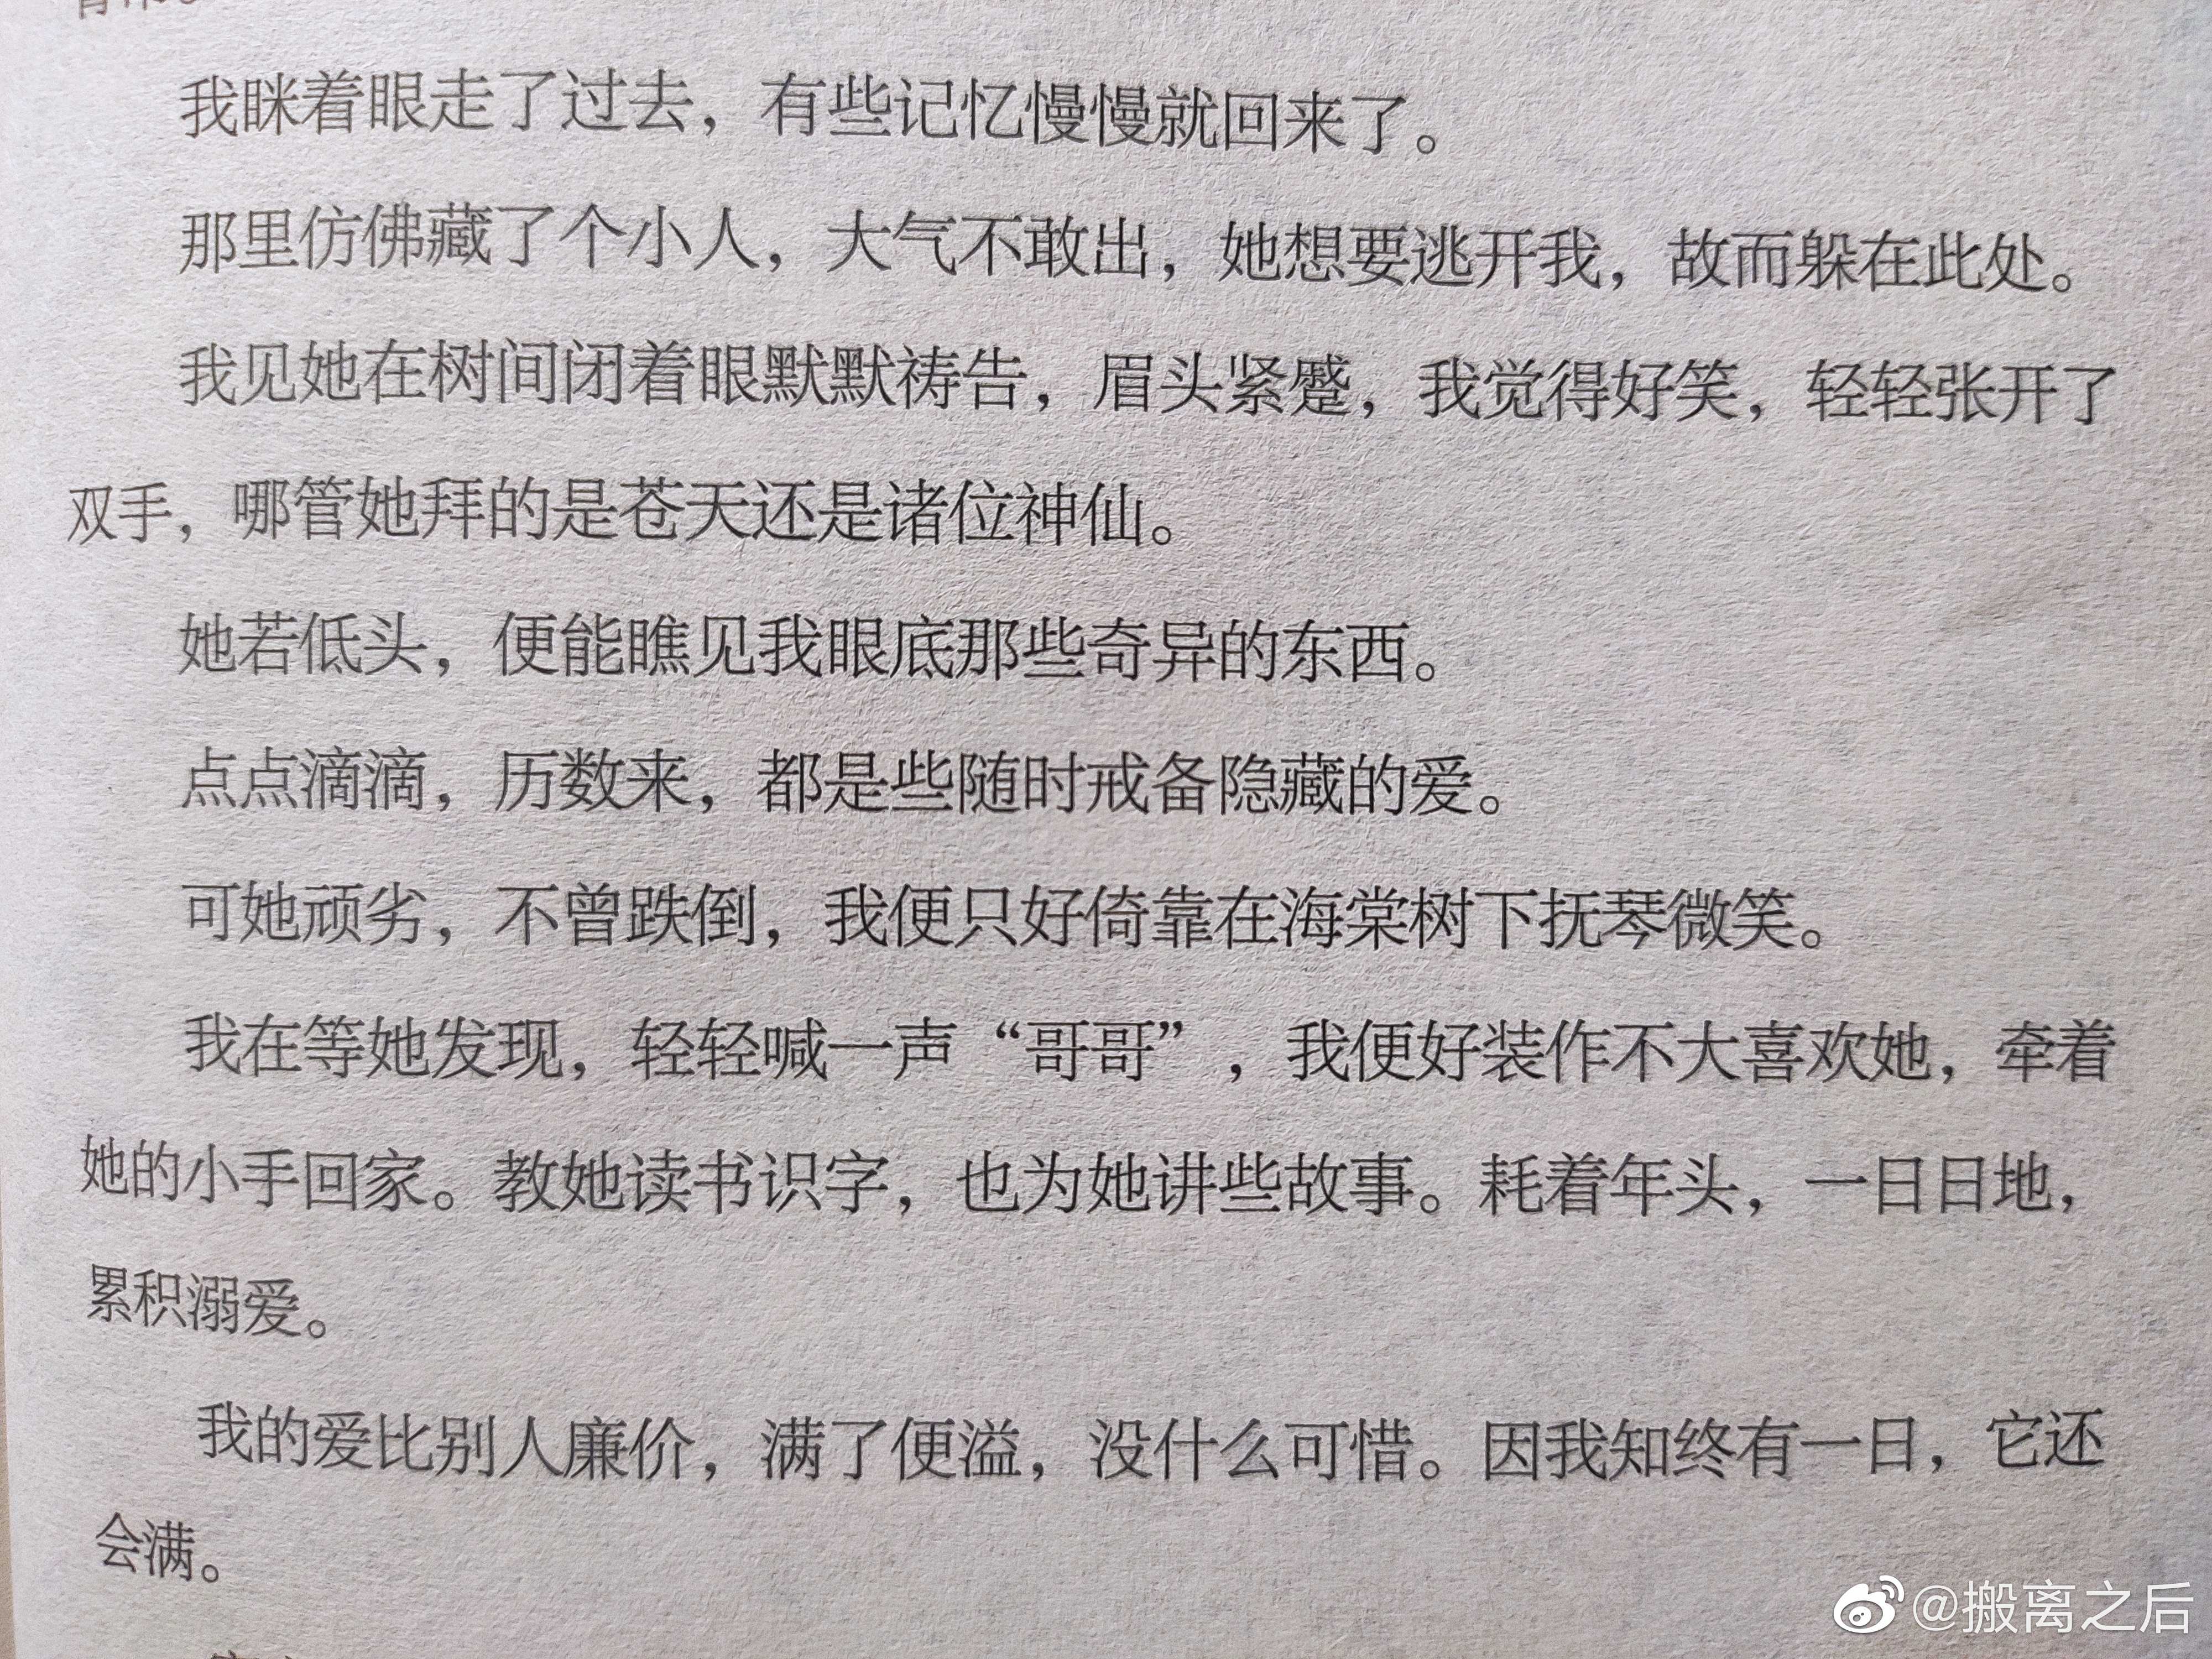 我眯着眼走了过去，有些记忆慢慢就回来了。
那里仿佛藏了个小人，大气不敢出，她想要逃开我，故而躲在此处。
我见她在树间闭着眼默默祷告，眉头紧蹙，我觉得好笑，轻轻张开了
双手，哪管她拜的是苍天还是诸位神仙。
她若低头，便能瞧见我眼底那些奇异的东西。
点点滴滴，历数来，都是些随时戒备隐藏的爱。
可她顽劣，不曾跌倒，我便只好倚靠在海棠树下抚琴微笑。
我在等她发现，轻轻喊一声“哥哥”，我便好装作不大喜欢她，牵着
她的小手回家。教她读书识字，也为她讲些故事。耗着年头，一日日地，
累积溺爱。
我的爱比别人廉价，满了便溢，没什么可惜。因我知终有一日，它还
会满。
@搬离之后